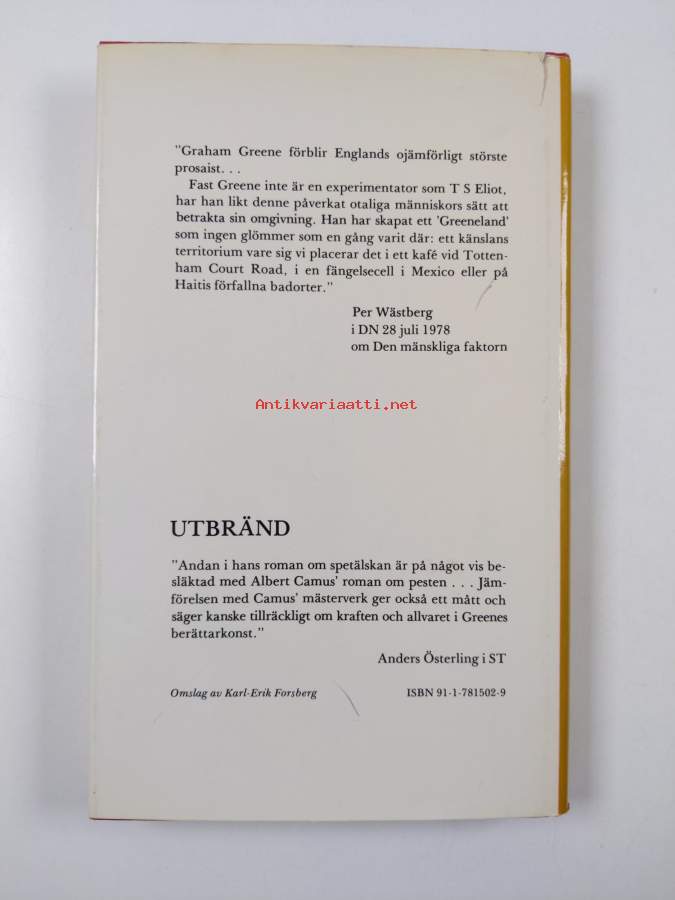 "Graham Greene förblir Englands ojämförligt störste
prosaist. . .
Fast Greene inte är en experimentator som T S Eliot,
har han likt denne påverkat otaliga människors sätt att
betrakta sin omgivning. Han har skapat ett 'Greeneland'
som ingen glömmer som en gång varit där: ett känslans
territorium vare sig vi placerar det i ett kafé vid Totten-
ham Court Road, i en fängelsecell i Mexico eller på
Haitis förfallna badorter."
Per Wästberg
i DN 28 juli 1978
om Den mänskliga faktorn
Antikvariaatti.net
UTBRÄND
"Andan i hans roman om spetälskan är på något vis be-
släktad med Albert Camus' roman om pesten . . . Jäm-
förelsen med Camus' mästerverk ger också ett mått och
säger kanske tillräckligt om kraften och allvaret i Greenes
berättarkonst."
Anders Österling i ST
Omslag av Karl-Erik Forsberg
ISBN 91-1-781502-9